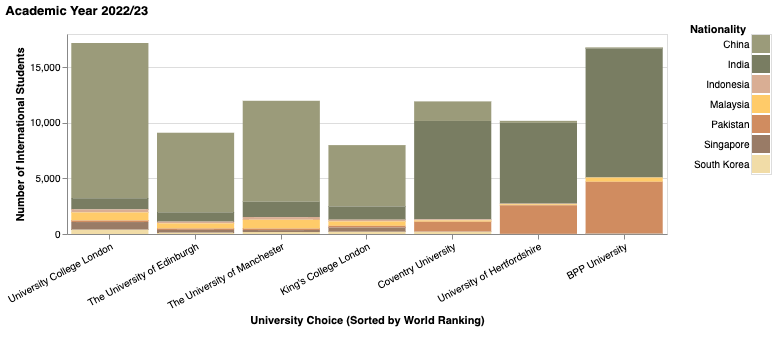 Academic Year 2022/23
Number of International Students
15,000
10,000
5,000
0
University College London
The University of Edinburgh
The University of Manchester
King's College London
Coventry University
University of Hertfordshire
BPP University
University Choice (Sorted by World Ranking)
Nationality
China
India
Indonesia
Malaysia
Pakistan
Singapore
South Korea